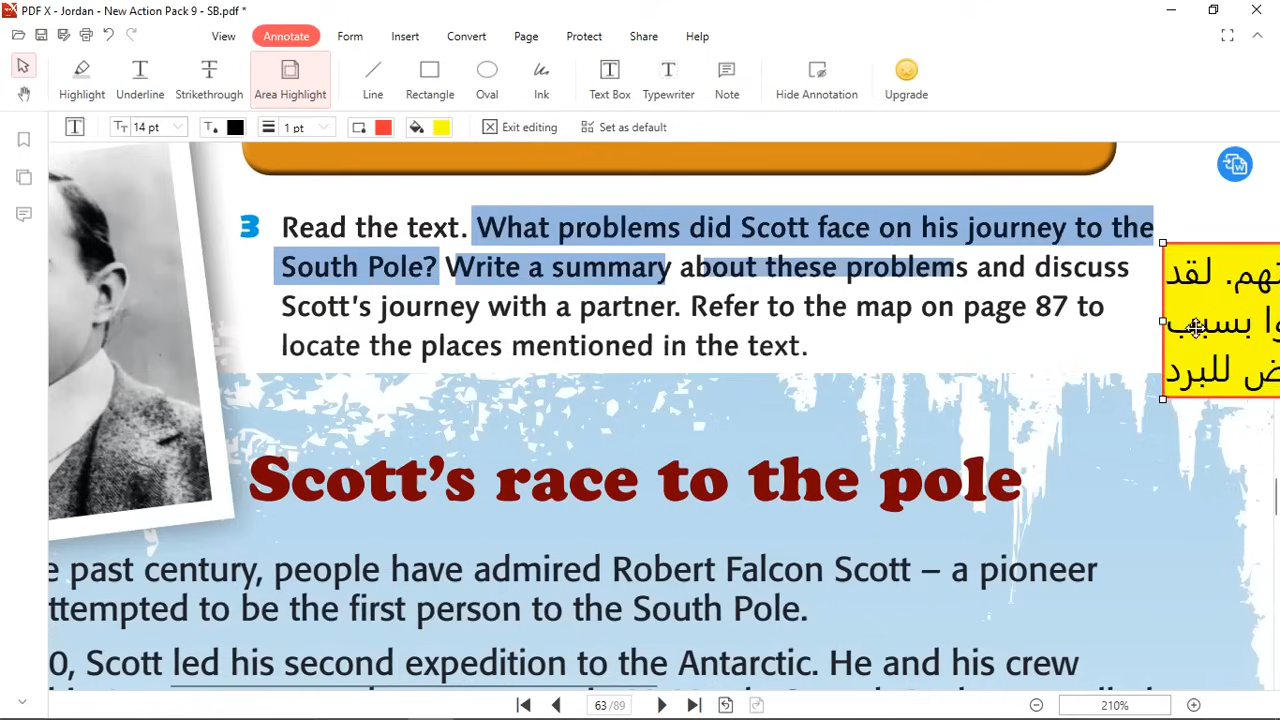 PDF X - Jordan - New Action Pack 9 - SB.pdf *
View Annotate Form Insert Convert Page Protect Share Help
Highlight Underline Strikethrough Area Highlight Line Rectangle Oval Ink Text Box Typewriter Note Hide Annotation Upgrade
14 pt 1 pt Exit editing Set as default
3 Read the text. What problems did Scott face on his journey to the
South Pole? Write a summary about these problems and discuss
Scott's journey with a partner. Refer to the map on page 87 to
locate the places mentioned in the text.
لقد
بسبب
للبرد
Scott's race to the pole
past century, people have admired Robert Falcon Scott – a pioneer
ttempted to be the first person to the South Pole.
0, Scott led his second expedition to the Antarctic. He and his crew
63 /89 210%